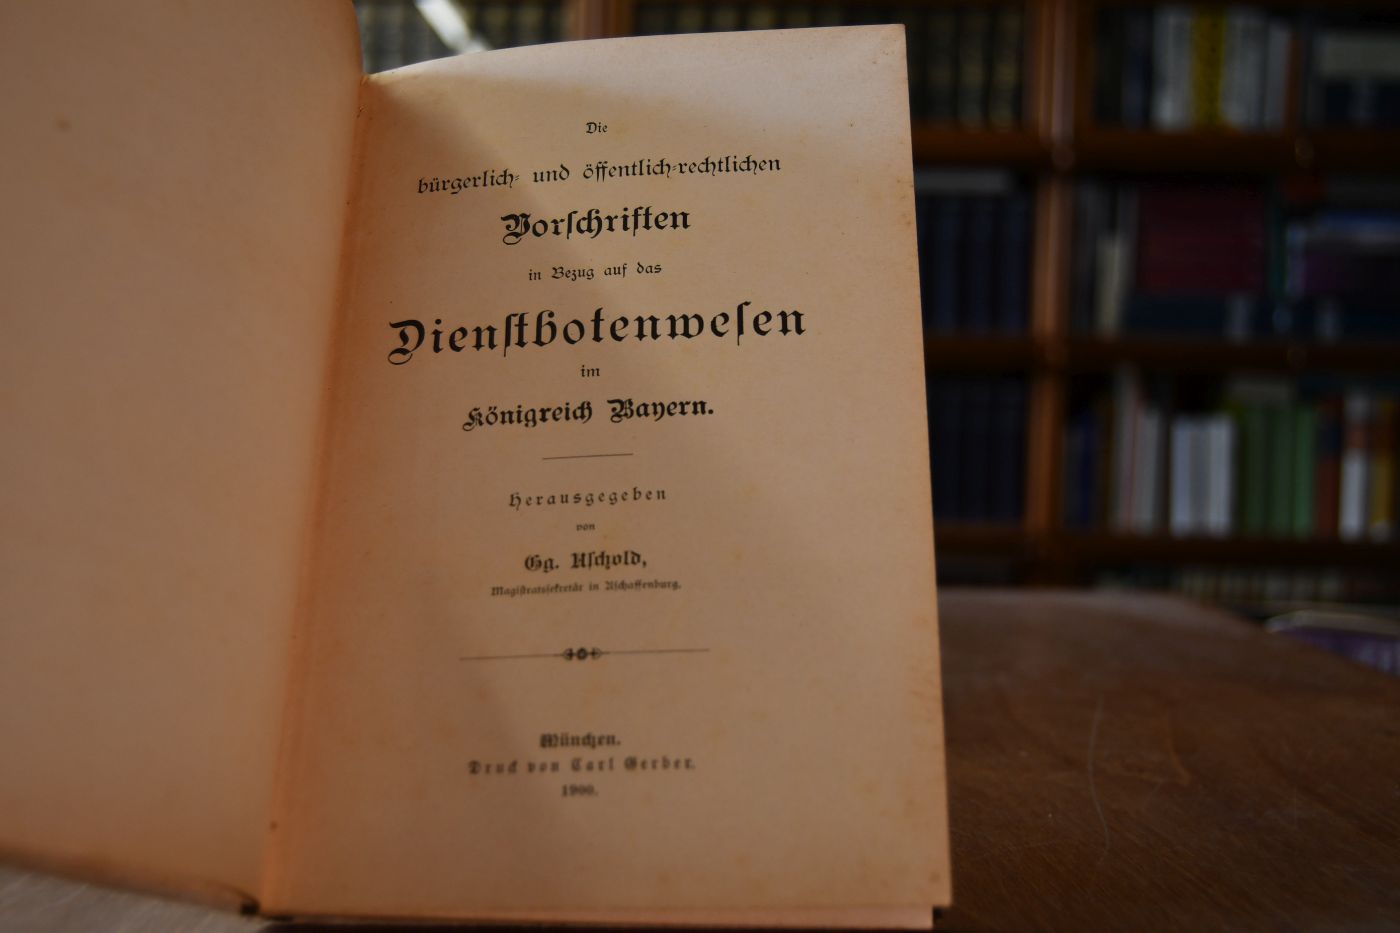 Die
bürgerlich- und öffentlich-rechtlichen
Vorschriften
in Bezug auf das
Dienstbotenwesen
im
Königreich Bayern.
Herausgegeben
von
Gg. Aschold,
Magistratssekretär in Aschaffenburg.
München.
Druck von Carl Gerber.
1900.